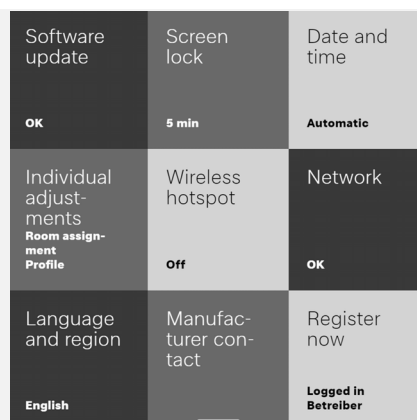 Software
update
OK
Screen
lock
5 min
Date and
time
Automatic
Individual
adjust-
ments
Room assign-
ment
Profile
Wireless
hotspot
Off
Network
OK
Language
and region
English
Manufac-
turer con-
tact
Register
now
Logged in
Betreiber